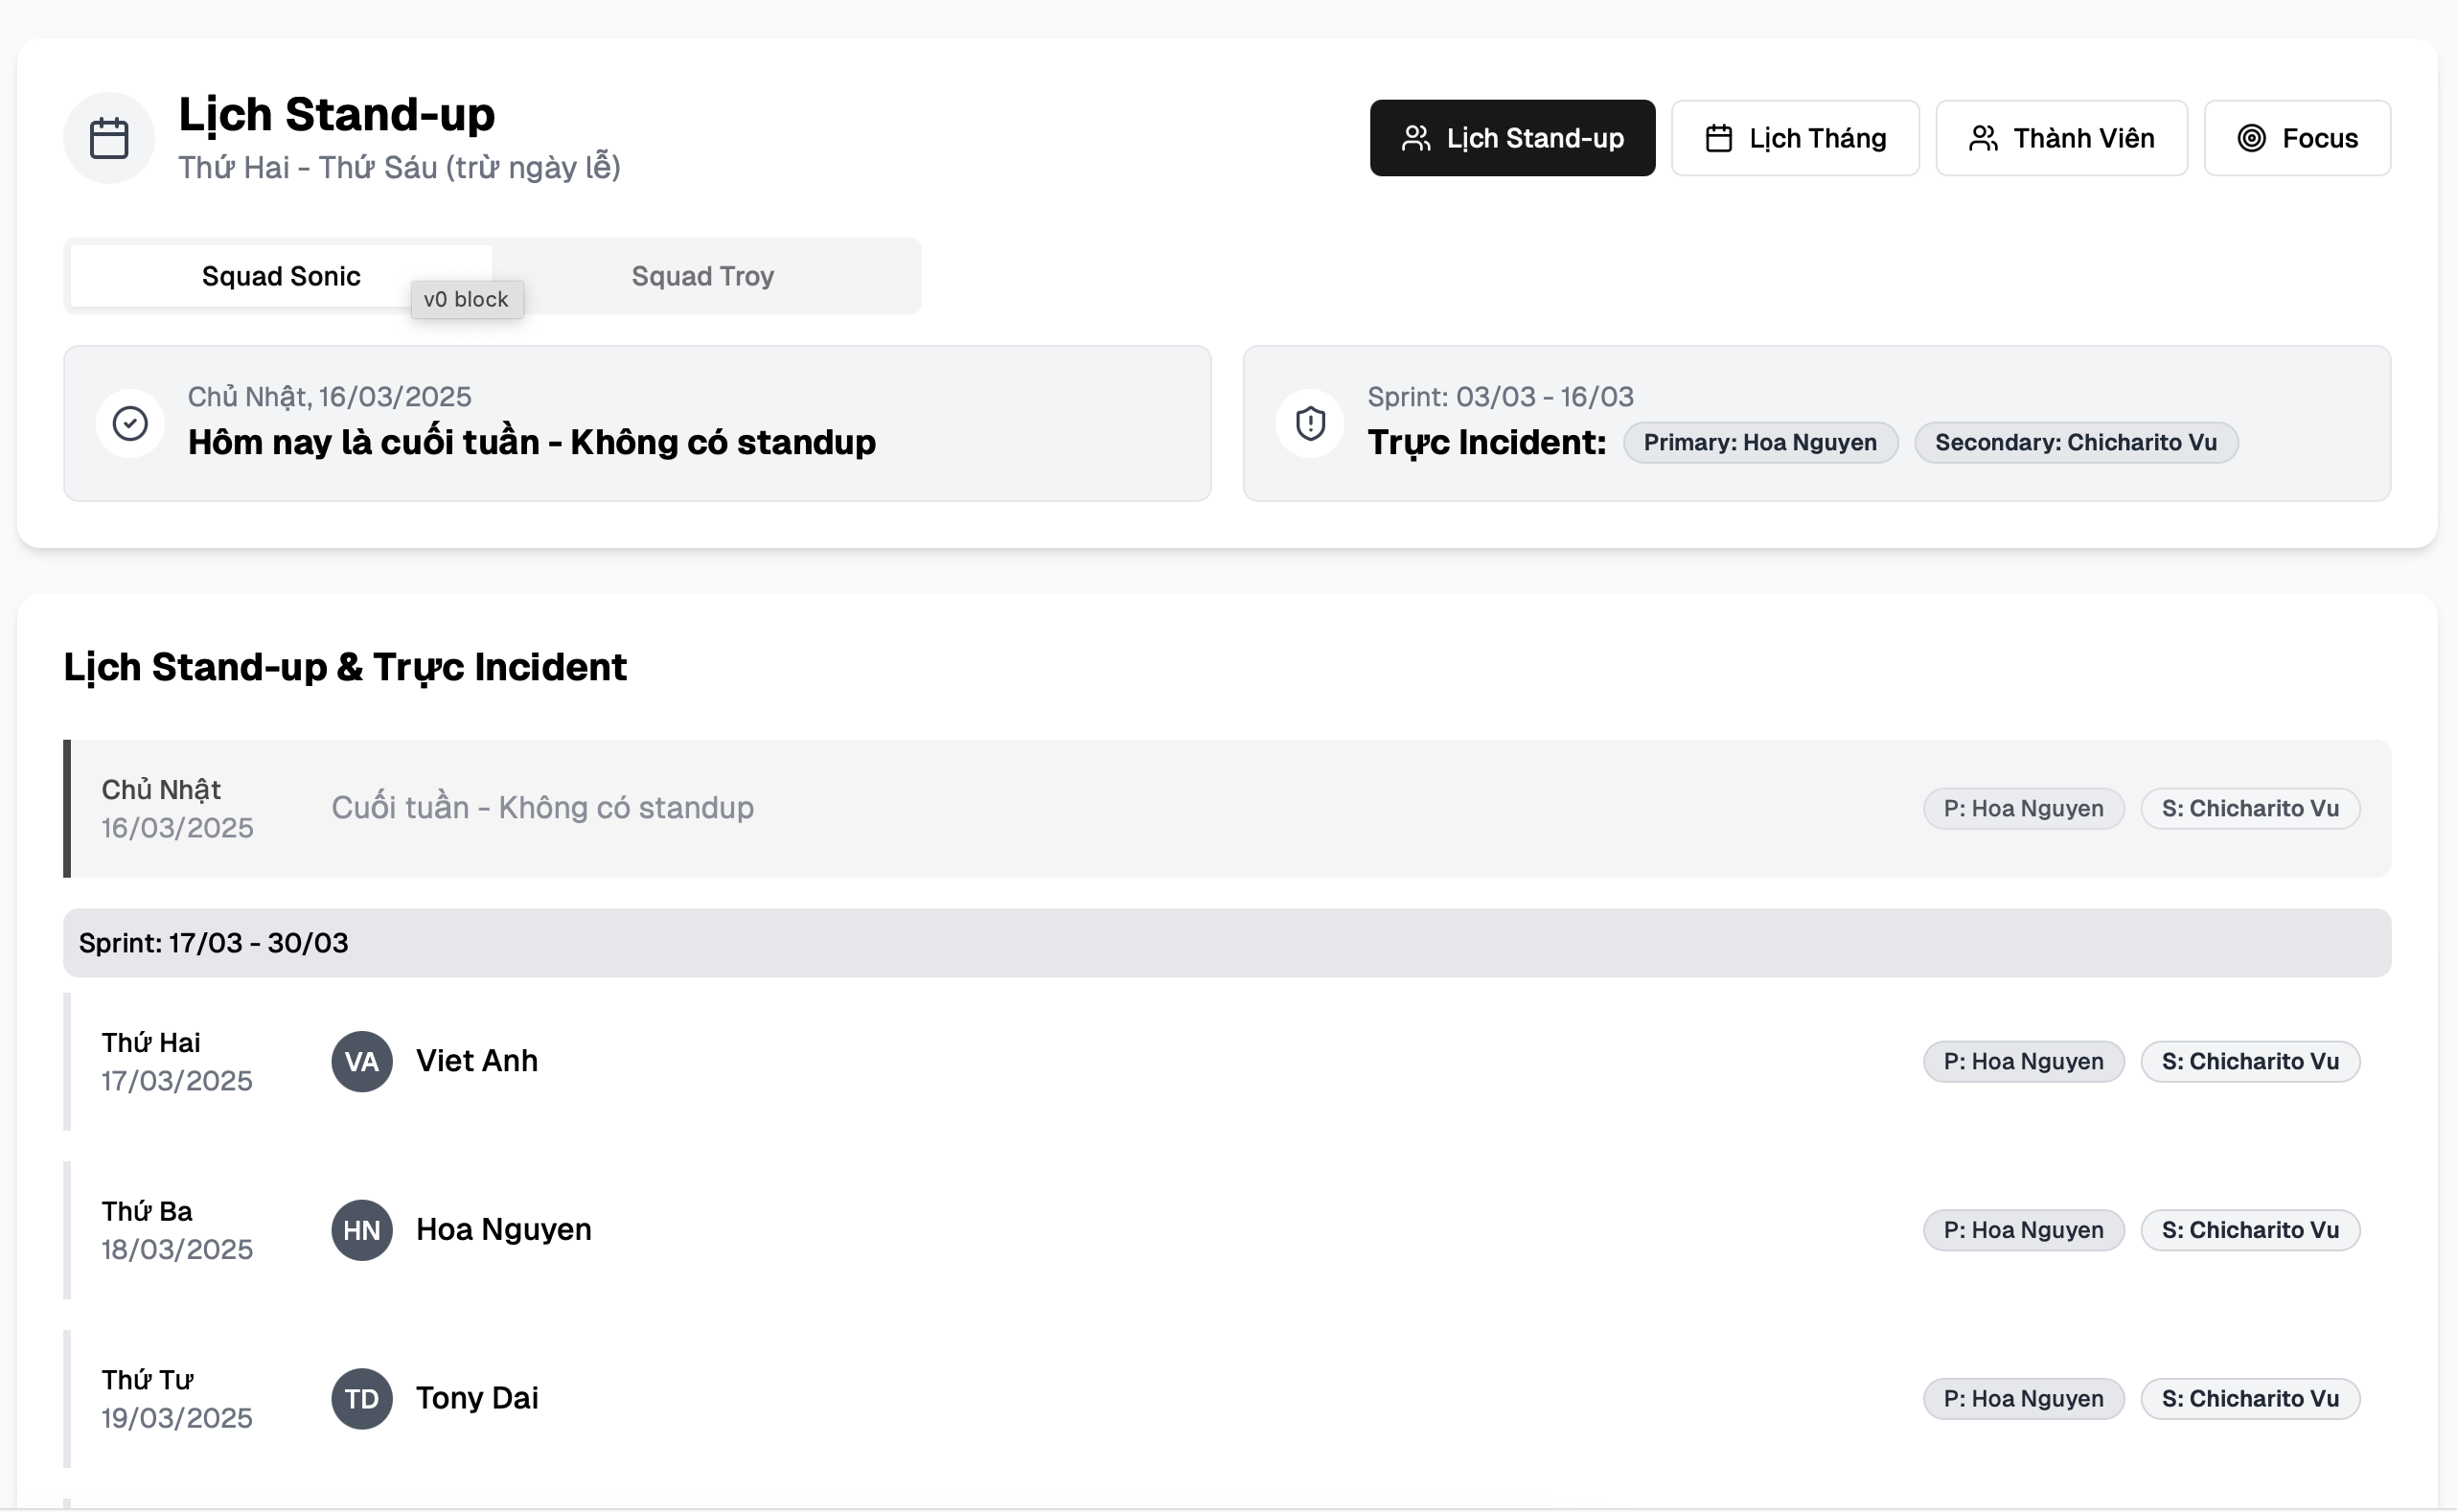 Lịch Stand-up
Thứ Hai - Thứ Sáu (trừ ngày lễ)
Lịch Stand-up
Lịch Tháng
Thành Viên
Focus
Squad Sonic
Squad Troy
v0 block
Chủ Nhật, 16/03/2025
Hôm nay là cuối tuần - Không có standup
Sprint: 03/03 - 16/03
Trực Incident: Primary: Hoa Nguyen Secondary: Chicharito Vu
Lịch Stand-up & Trực Incident
Chủ Nhật
16/03/2025
Cuối tuần - Không có standup
P: Hoa Nguyen S: Chicharito Vu
Sprint: 17/03 - 30/03
Thứ Hai
17/03/2025
VA Viet Anh
P: Hoa Nguyen S: Chicharito Vu
Thứ Ba
18/03/2025
HN Hoa Nguyen
P: Hoa Nguyen S: Chicharito Vu
Thứ Tư
19/03/2025
TD Tony Dai
P: Hoa Nguyen S: Chicharito Vu